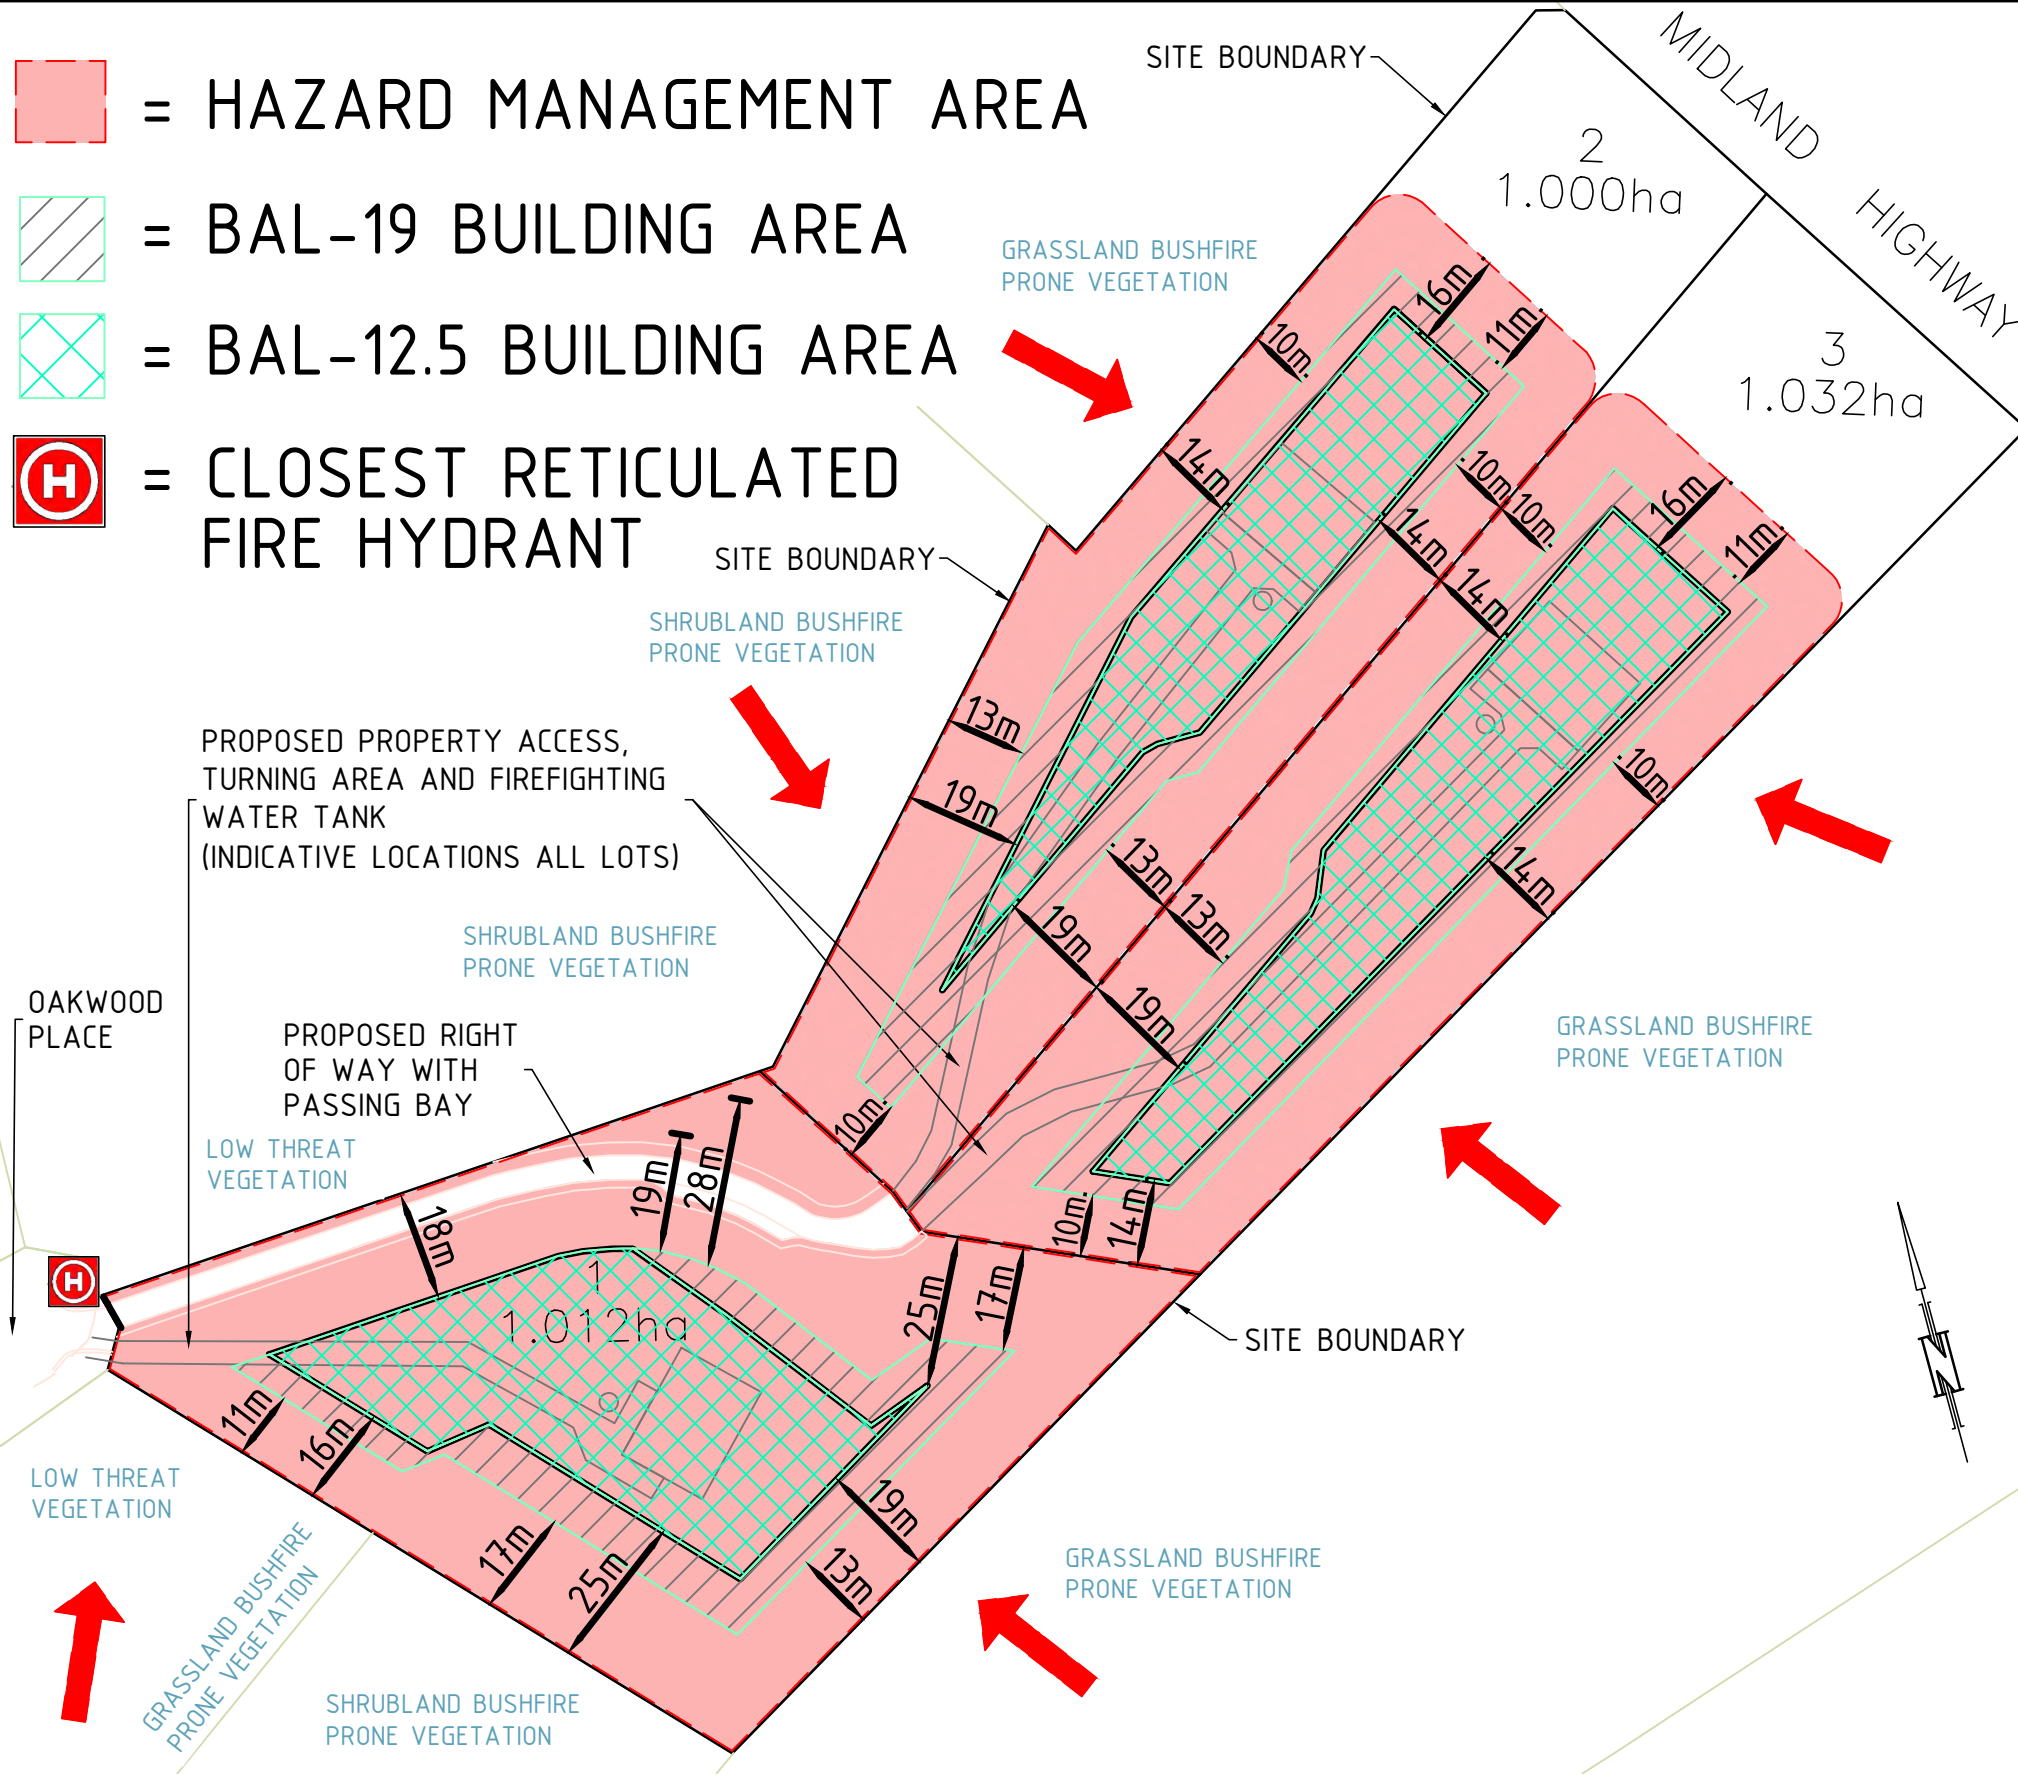 = HAZARD MANAGEMENT AREA
= BAL-19 BUILDING AREA
= BAL-12.5 BUILDING AREA
H
= CLOSEST RETICULATED
FIRE HYDRANT
SITE BOUNDARY
MIDLAND HIGHWAY
2
1.000ha
3
1.032ha
GRASSLAND BUSHFIRE
PRONE VEGETATION
16m
11m
10m
14m
10m
10m
14m
14m
16m
11m
SITE BOUNDARY
SHRUBLAND BUSHFIRE
PRONE VEGETATION
13m
19m
10m
14m
13m
13m
19m
19m
PROPOSED PROPERTY ACCESS,
TURNING AREA AND FIREFIGHTING
WATER TANK
(INDICATIVE LOCATIONS ALL LOTS)
SHRUBLAND BUSHFIRE
PRONE VEGETATION
OAKWOOD
PLACE
PROPOSED RIGHT
OF WAY WITH
PASSING BAY
GRASSLAND BUSHFIRE
PRONE VEGETATION
LOW THREAT
VEGETATION
10m
19m
28m
18m
10m
14m
25m
17m
H
1
1.012ha
SITE BOUNDARY
N
11m
16m
17m
25m
19m
13m
LOW THREAT
VEGETATION
GRASSLAND BUSHFIRE
PRONE VEGETATION
GRASSLAND BUSHFIRE
PRONE VEGETATION
SHRUBLAND BUSHFIRE
PRONE VEGETATION